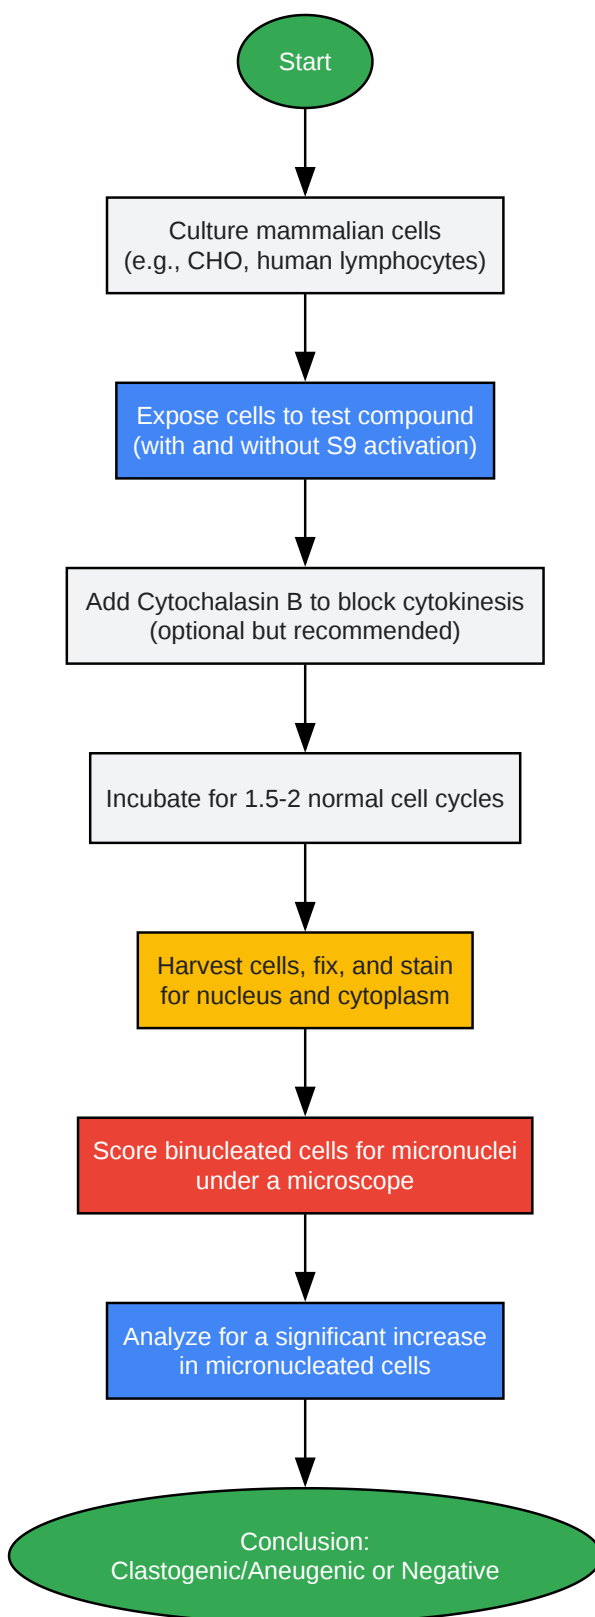 Start
Culture mammalian cells
(e.g., CHO, human lymphocytes)
Expose cells to test compound
(with and without S9 activation)
Add Cytochalasin B to block cytokinesis
(optional but recommended)
Incubate for 1.5-2 normal cell cycles
Harvest cells, fix, and stain
for nucleus and cytoplasm
Score binucleated cells for micronuclei
under a microscope
Analyze for a significant increase
in micronucleated cells
Conclusion:
Clastogenic/Aneugenic or Negative